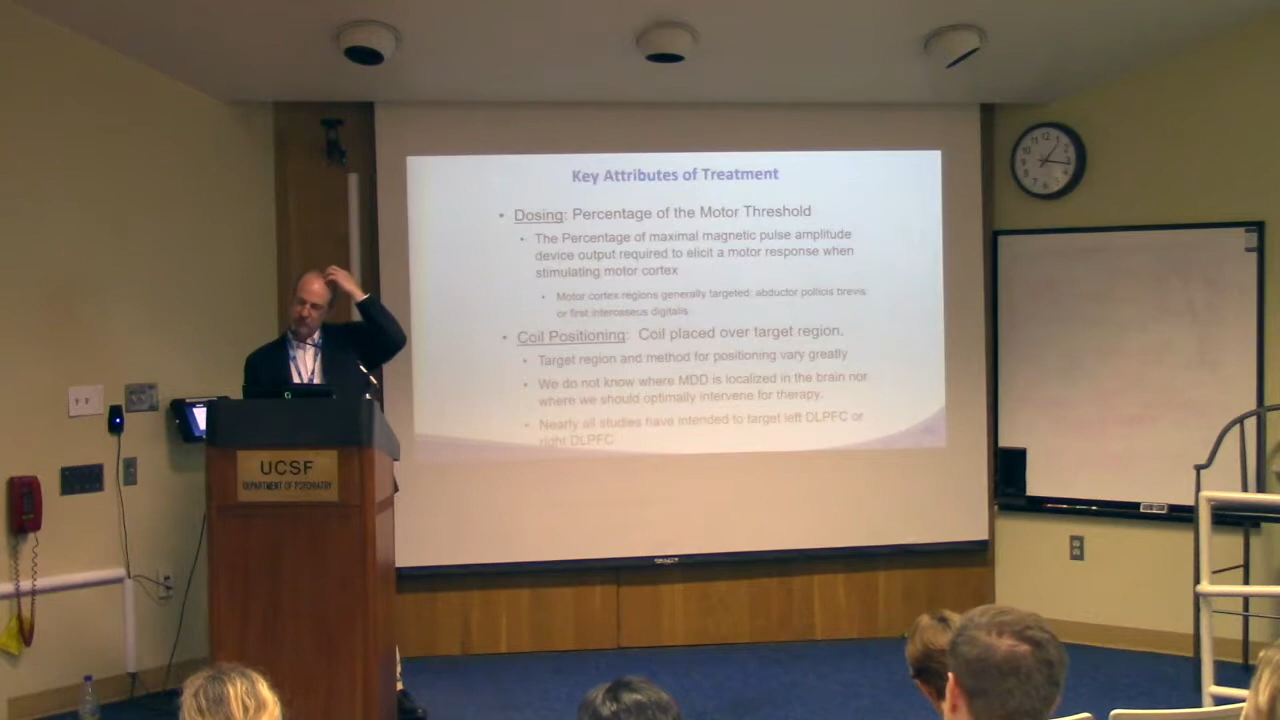 Key Attributes of Treatment
• Dosing: Percentage of the Motor Threshold
• The Percentage of maximal magnetic pulse amplitude
device output required to elicit a motor response when
stimulating motor cortex
• Motor cortex regions generally targeted: abductor pollicis brevis
or first interosseus digitalis
• Coil Positioning: Coil placed over target region.
• Target region and method for positioning vary greatly
• We do not know where MDD is localized in the brain nor
where we should optimally intervene for therapy.
• Nearly all studies have intended to target left DLPFC or
right DLPFC
UCSF
DEPARTMENT OF PSYCHIATRY